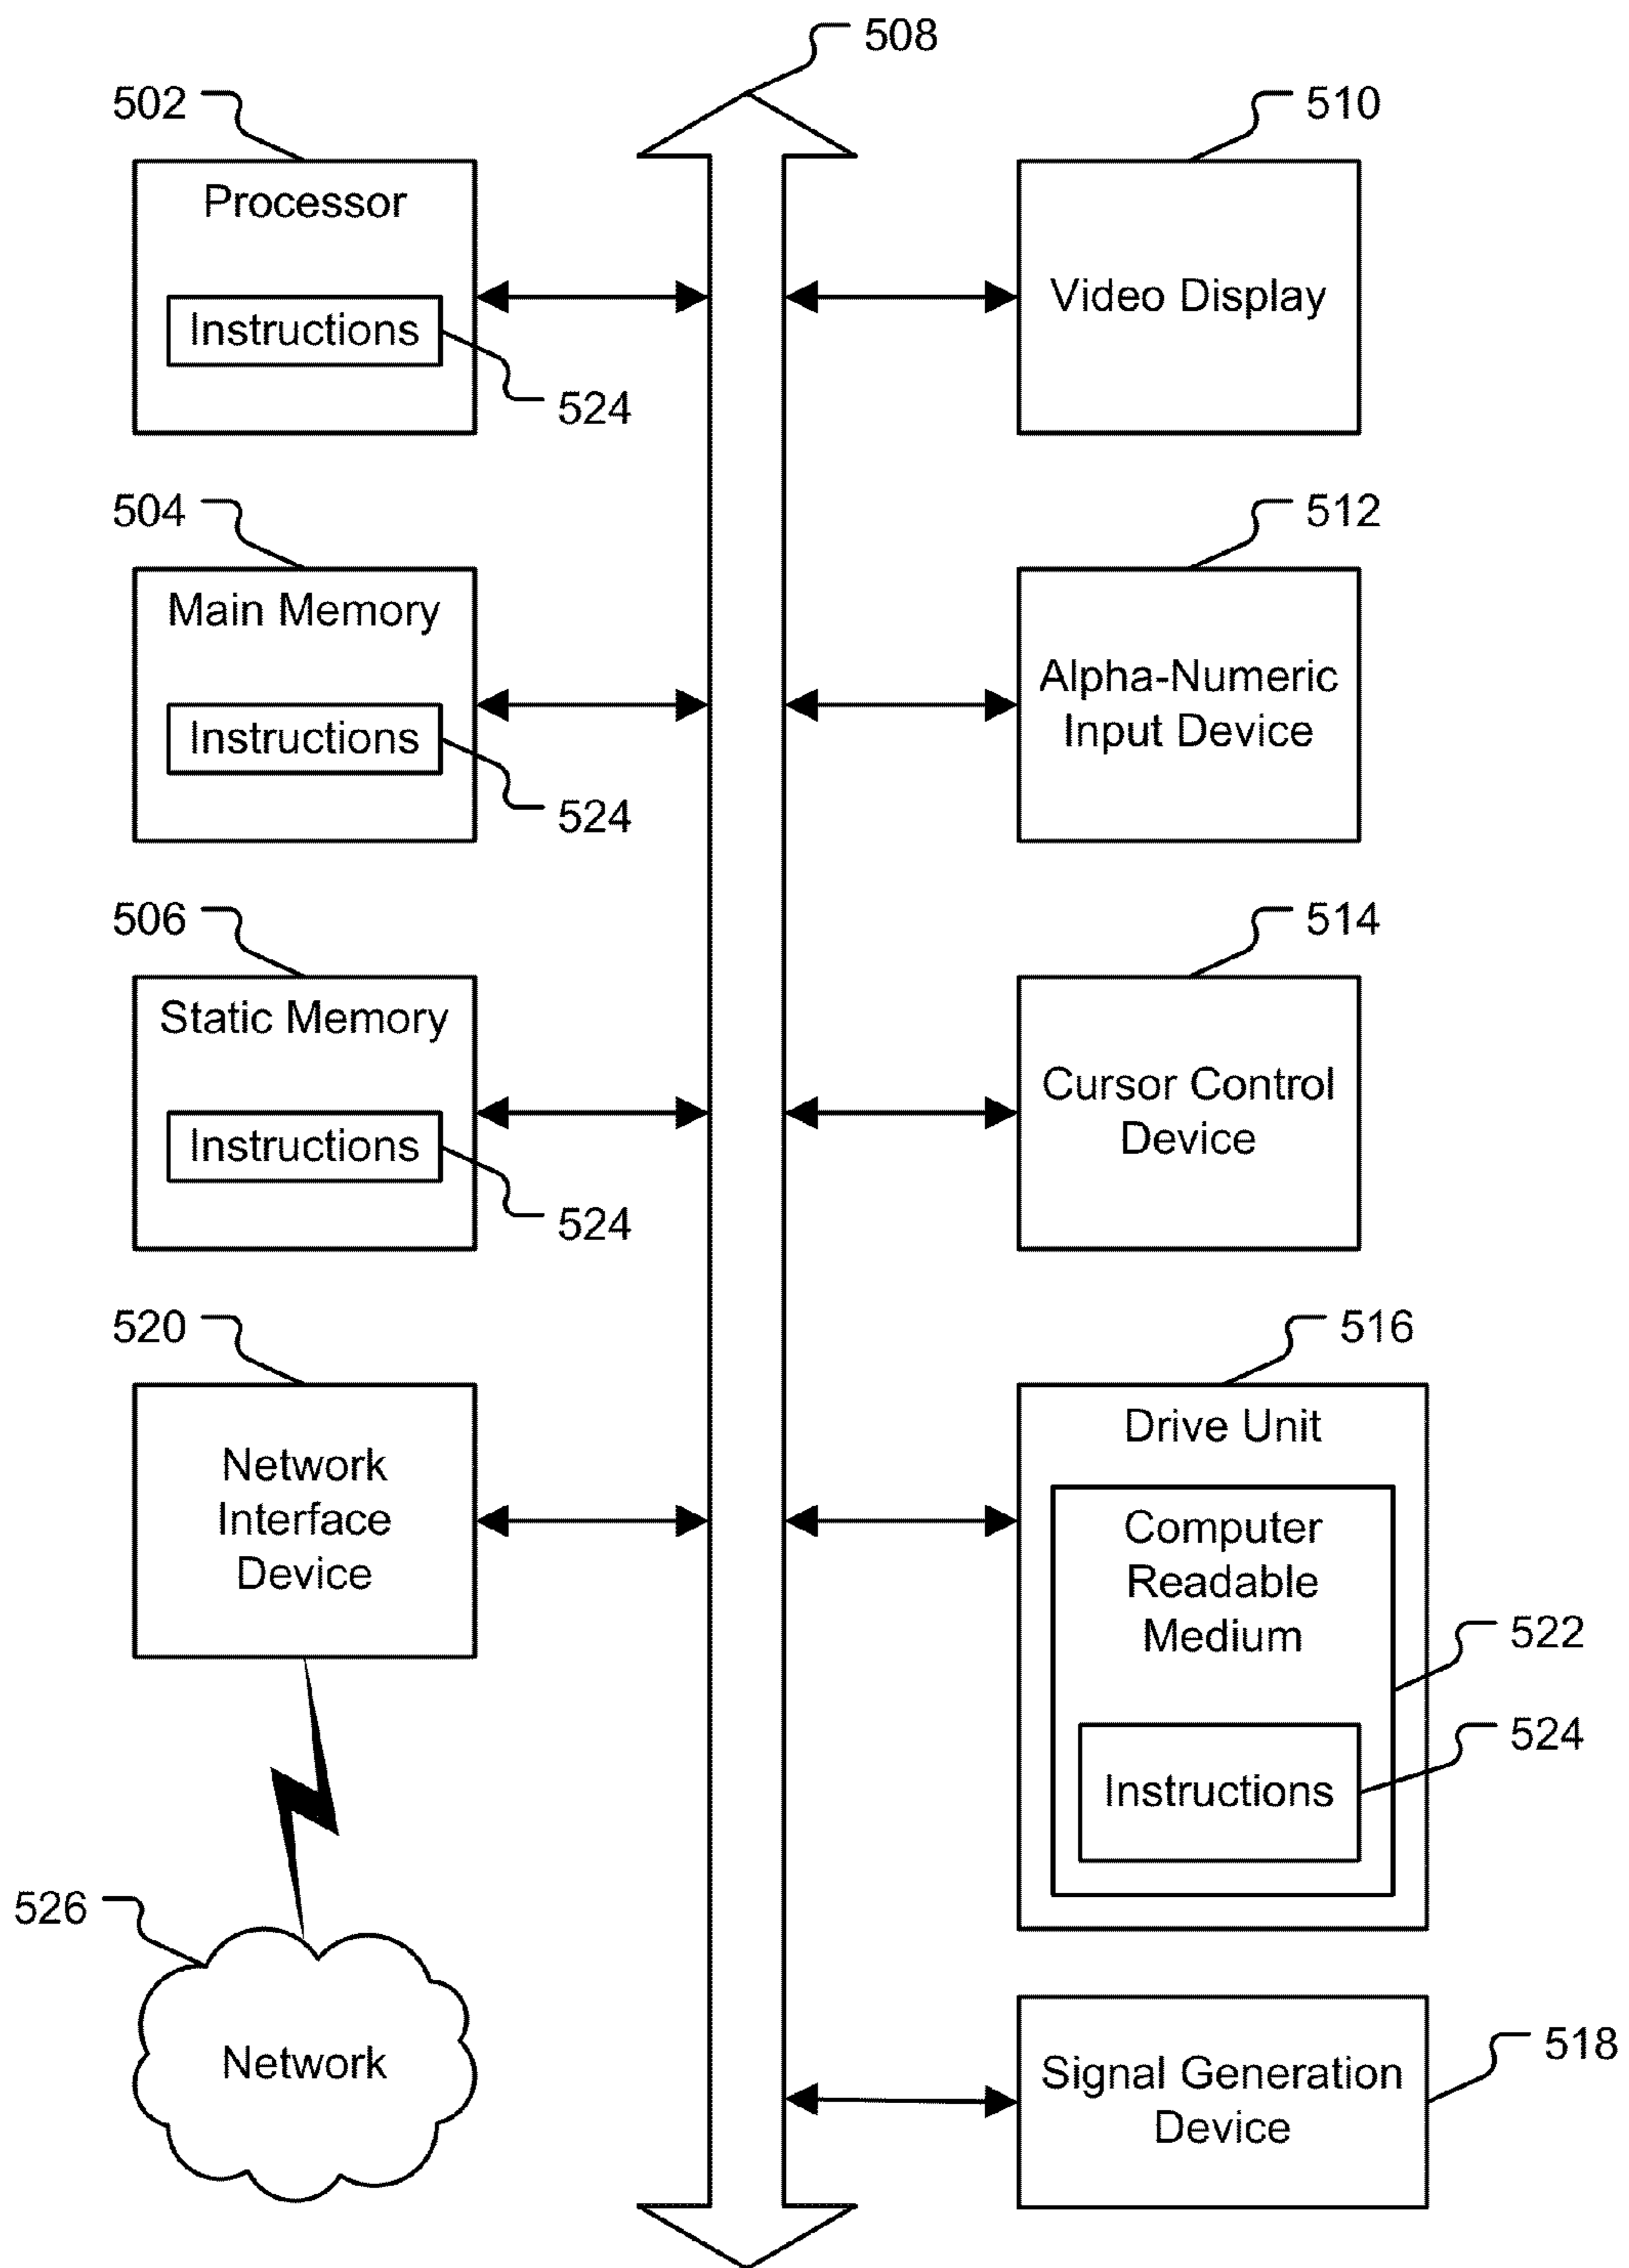 508
502
510
Processor
Video Display
Instructions
524
504
512
Main Memory
Alpha-Numeric
Input Device
Instructions
524
506
514
Static Memory
Cursor Control
Device
Instructions
524
520
516
Network
Interface
Device
Drive Unit
Computer
Readable
Medium
522
524
Instructions
526
Network
518
Signal Generation
Device